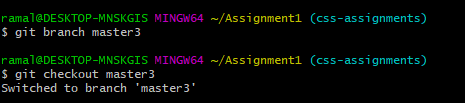 ramal@DESKTOP-MNSKGIS MINGW64 ~/Assignment1 (css-assignments)
$ git branch master3
ramal@DESKTOP-MNSKGIS MINGW64 ~/Assignment1 (css-assignments)
$ git checkout master3
Switched to branch 'master3'